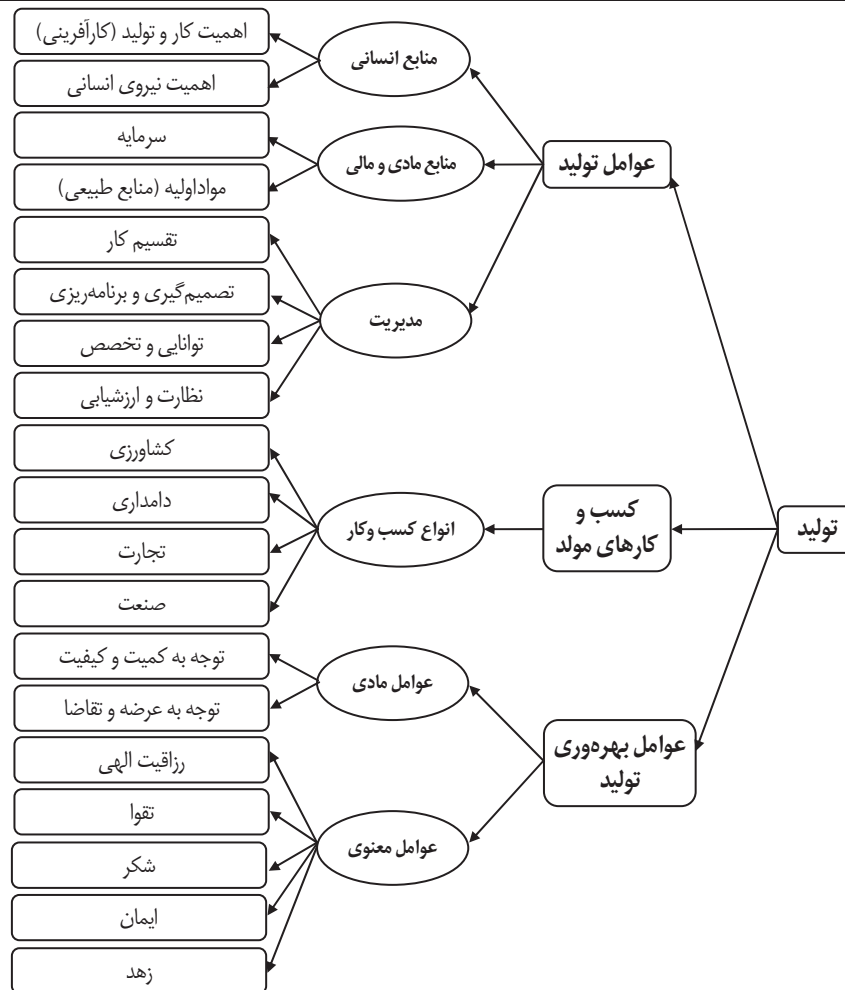 تولید
عوامل تولید
منابع انسانی
اهمیت کار و تولید (کارآفرینی)
اهمیت نیروی انسانی
منابع مادی و مالی
سرمایه
مواداولیه (منابع طبیعی)
مدیریت
تقسیم کار
تصمیم‌گیری و برنامه‌ریزی
توانایی و تخصص
نظارت و ارزشیابی
کسب و
کارهای مولد
انواع کسب وکار
کشاورزی
دامداری
تجارت
صنعت
عوامل بهره‌وری
تولید
عوامل مادی
توجه به کمیت و کیفیت
توجه به عرضه و تقاضا
عوامل معنوی
رزاقیت الهی
تقوا
شکر
ایمان
زهد